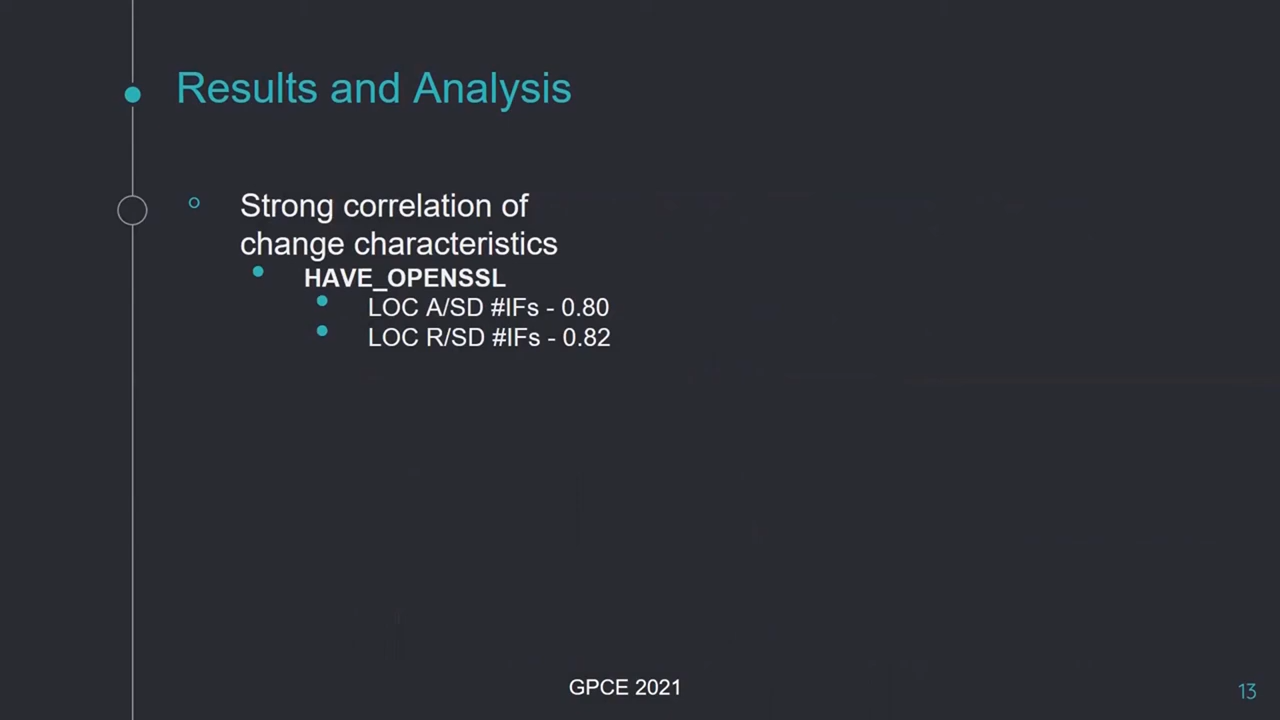 Results and Analysis
Strong correlation of
change characteristics
HAVE_OPENSSL
LOC A/SD #IFs - 0.80
LOC R/SD #IFs - 0.82
GPCE 2021
13